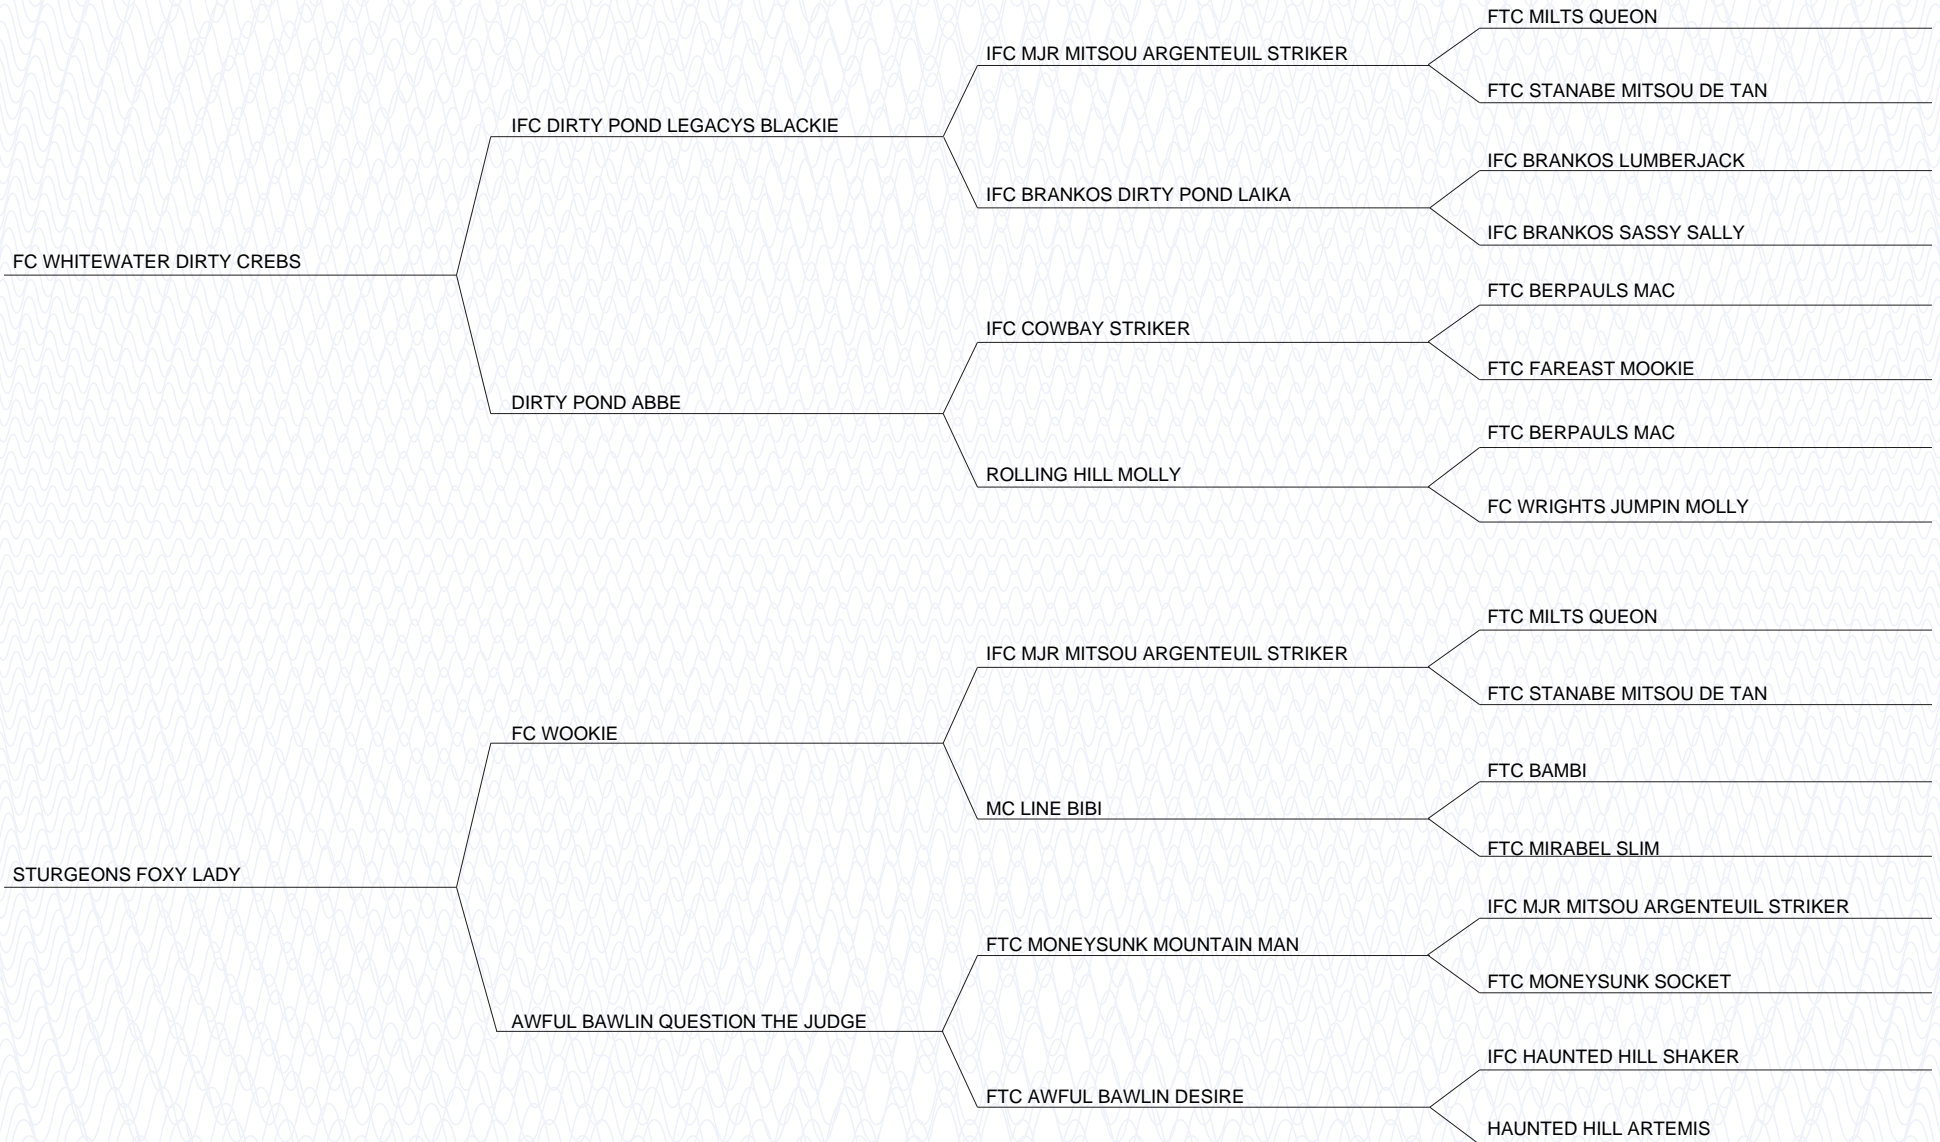 FTC MILTS QUEON
IFC MJR MITSOU ARGENTEUIL STRIKER
FTC STANABE MITSOU DE TAN
IFC DIRTY POND LEGACYS BLACKIE
IFC BRANKOS LUMBERJACK
IFC BRANKOS DIRTY POND LAIKA
IFC BRANKOS SASSY SALLY
FC WHITEWATER DIRTY CREBS
FTC BERPAULS MAC
IFC COWBAY STRIKER
FTC FAREAST MOOKIE
DIRTY POND ABBE
FTC BERPAULS MAC
ROLLING HILL MOLLY
FC WRIGHTS JUMPIN MOLLY
FTC MILTS QUEON
IFC MJR MITSOU ARGENTEUIL STRIKER
FTC STANABE MITSOU DE TAN
FC WOOKIE
FTC BAMBI
MC LINE BIBI
FTC MIRABEL SLIM
STURGEONS FOXY LADY
IFC MJR MITSOU ARGENTEUIL STRIKER
FTC MONEYSUNK MOUNTAIN MAN
FTC MONEYSUNK SOCKET
AWFUL BAWLIN QUESTION THE JUDGE
IFC HAUNTED HILL SHAKER
FTC AWFUL BAWLIN DESIRE
HAUNTED HILL ARTEMIS